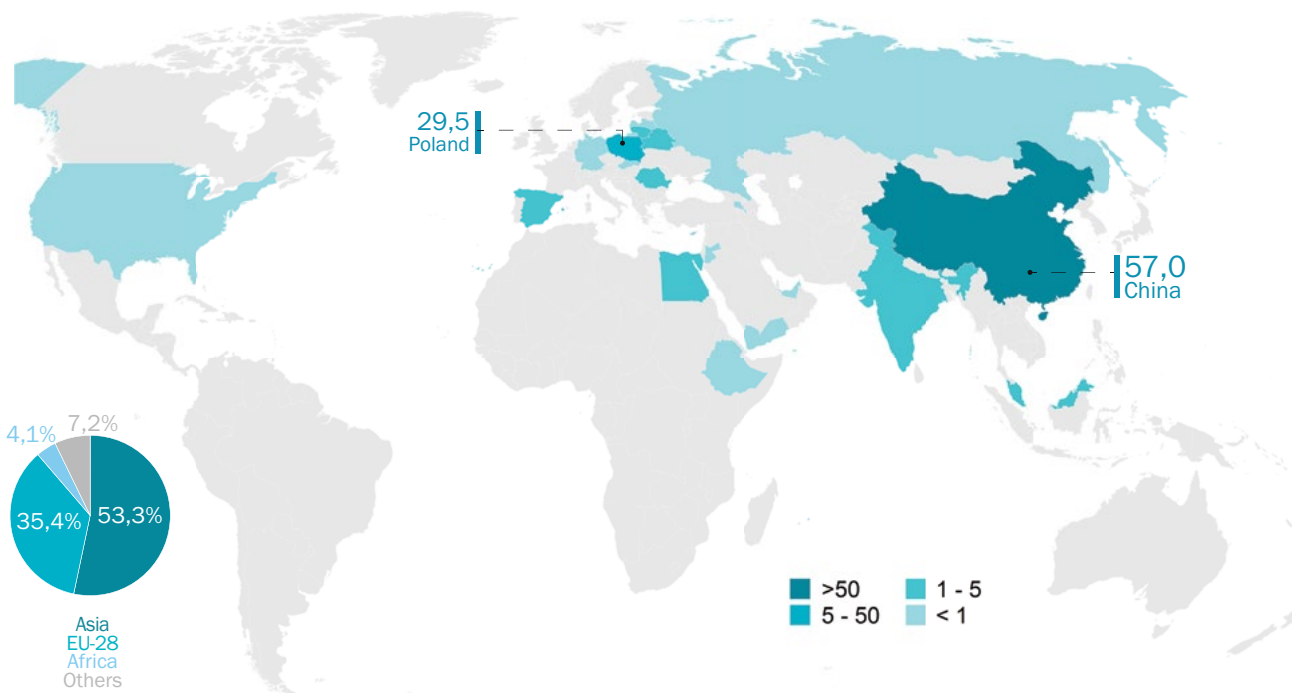 29,5
Poland
57,0
China
4,1%
7,2%
35,4%
53,3%
Asia
EU-28
Africa
Others
>50
5 - 50
1 - 5
< 1